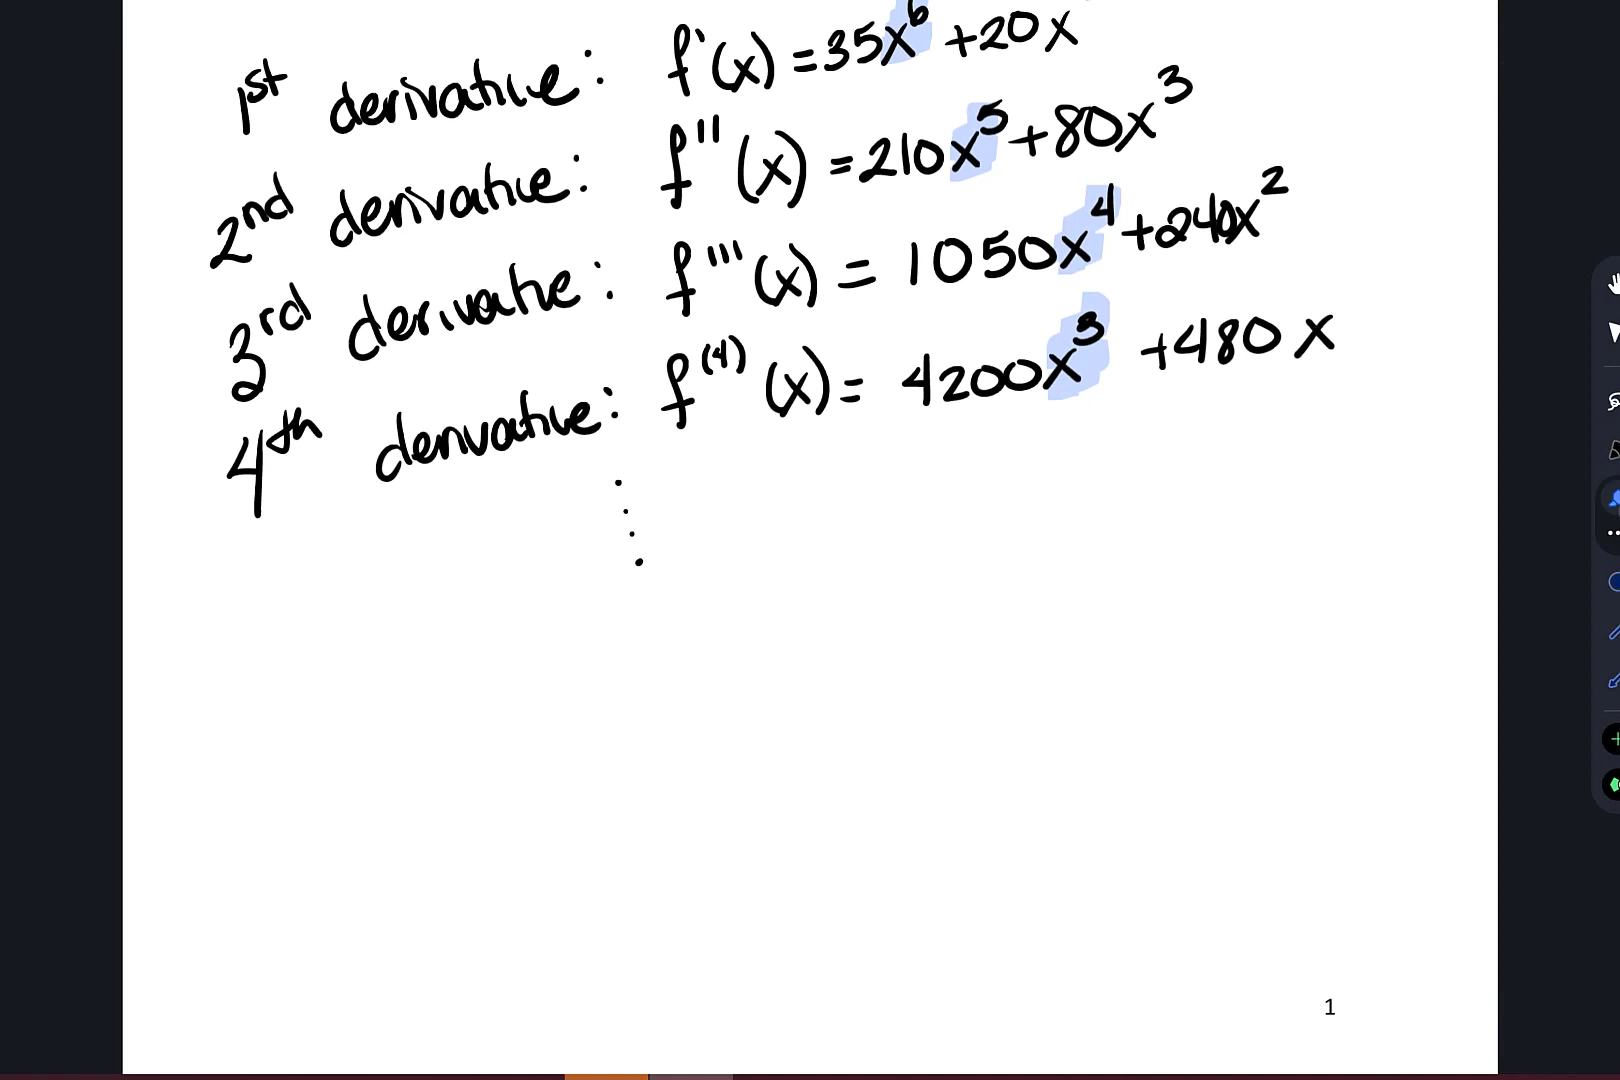 1st derivative: f'(x) = 35x^6 + 20x
2nd derivative: f''(x) = 210x^5 + 80x^3
3rd derivative: f'''(x) = 1050x^4 + 240x^2
4th derivative: f^(4)(x) = 4200x^3 + 480x
1